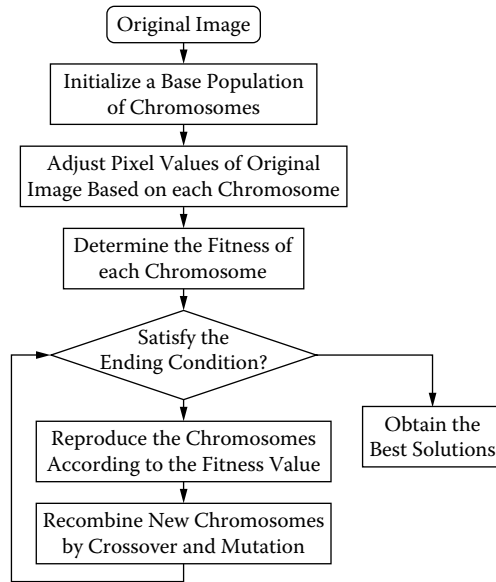 Original Image
Initialize a Base Population
of Chromosomes
Adjust Pixel Values of Original
Image Based on each Chromosome
Determine the Fitness of
each Chromosome
Satisfy the
Ending Condition?
Obtain the
Best Solutions
Reproduce the Chromosomes
According to the Fitness Value
Recombine New Chromosomes
by Crossover and Mutation